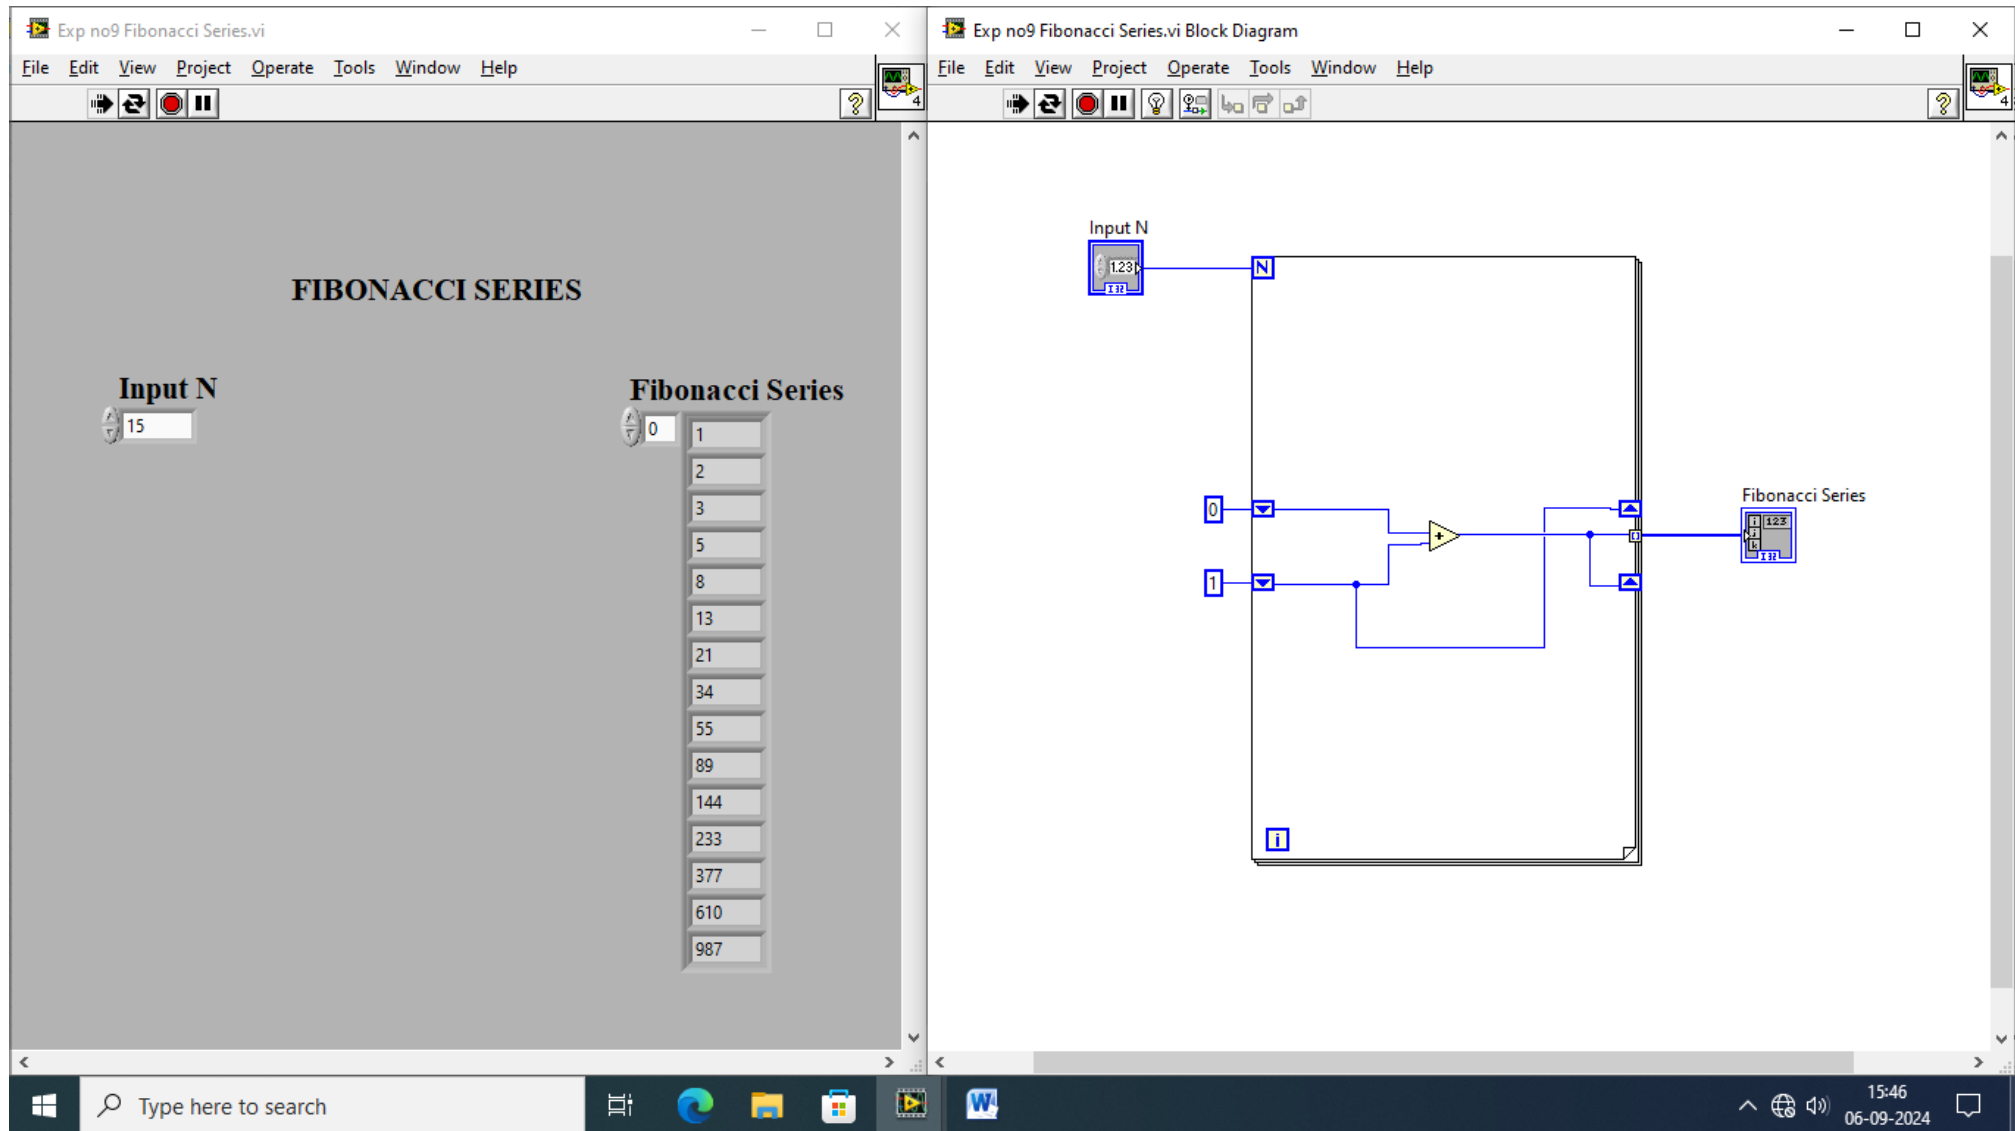 Exp no9 Fibonacci Series.vi
File Edit View Project Operate Tools Window Help
4
FIBONACCI SERIES
Input N
15
Fibonacci Series
0
1
2
3
5
8
13
21
34
55
89
144
233
377
610
987
Exp no9 Fibonacci Series.vi Block Diagram
File Edit View Project Operate Tools Window Help
4
Input N
1.23
I32
N
0
1
+
i
Fibonacci Series
i 123
j
k
I32
Type here to search
W
15:46
06-09-2024